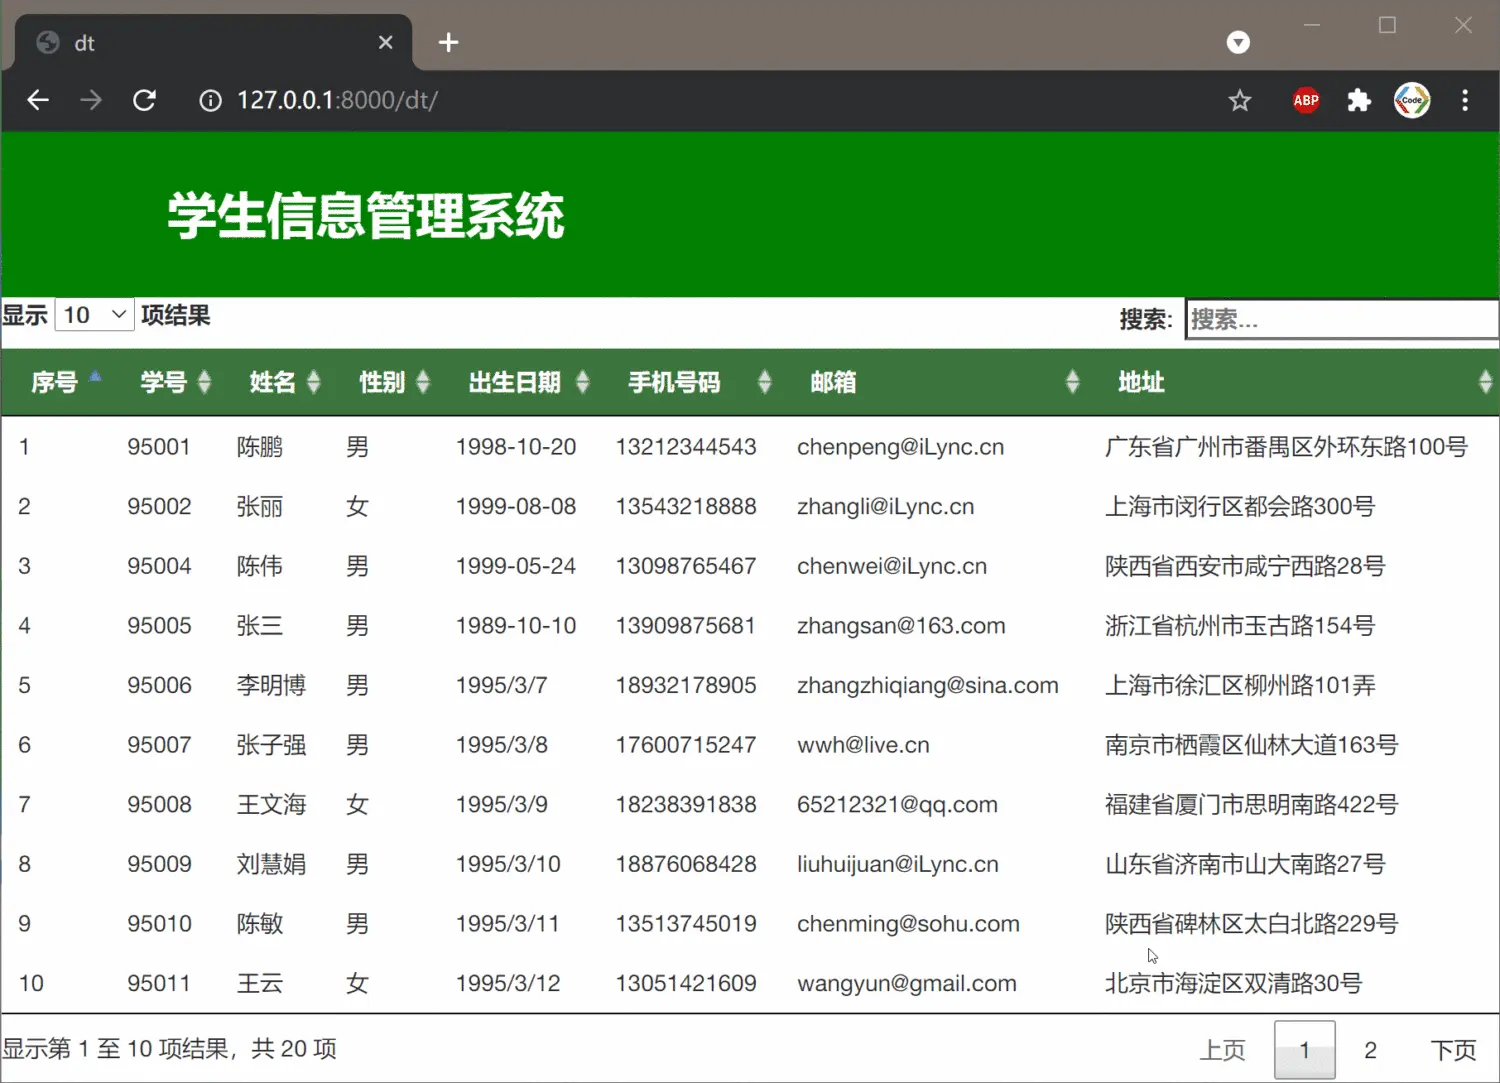 dt
127.0.0.1:8000/dt/
ABP
Code
学生信息管理系统
显示 10 项结果 搜索: 搜索...
序号 学号 姓名 性别 出生日期 手机号码 邮箱 地址
1 95001 陈鹏 男 1998-10-20 13212344543 chenpeng@iLync.cn 广东省广州市番禺区外环东路100号
2 95002 张丽 女 1999-08-08 13543218888 zhangli@iLync.cn 上海市闵行区都会路300号
3 95004 陈伟 男 1999-05-24 13098765467 chenwei@iLync.cn 陕西省西安市咸宁西路28号
4 95005 张三 男 1989-10-10 13909875681 zhangsan@163.com 浙江省杭州市玉古路154号
5 95006 李明博 男 1995/3/7 18932178905 zhangzhiqiang@sina.com 上海市徐汇区柳州路101弄
6 95007 张子强 男 1995/3/8 17600715247 wwh@live.cn 南京市栖霞区仙林大道163号
7 95008 王文海 女 1995/3/9 18238391838 65212321@qq.com 福建省厦门市思明南路422号
8 95009 刘慧娟 男 1995/3/10 18876068428 liuhuijuan@iLync.cn 山东省济南市山大南路27号
9 95010 陈敏 男 1995/3/11 13513745019 chenming@sohu.com 陕西省碑林区太白北路229号
10 95011 王云 女 1995/3/12 13051421609 wangyun@gmail.com 北京市海淀区双清路30号
显示第 1 至 10 项结果，共 20 项 上页 1 2 下页